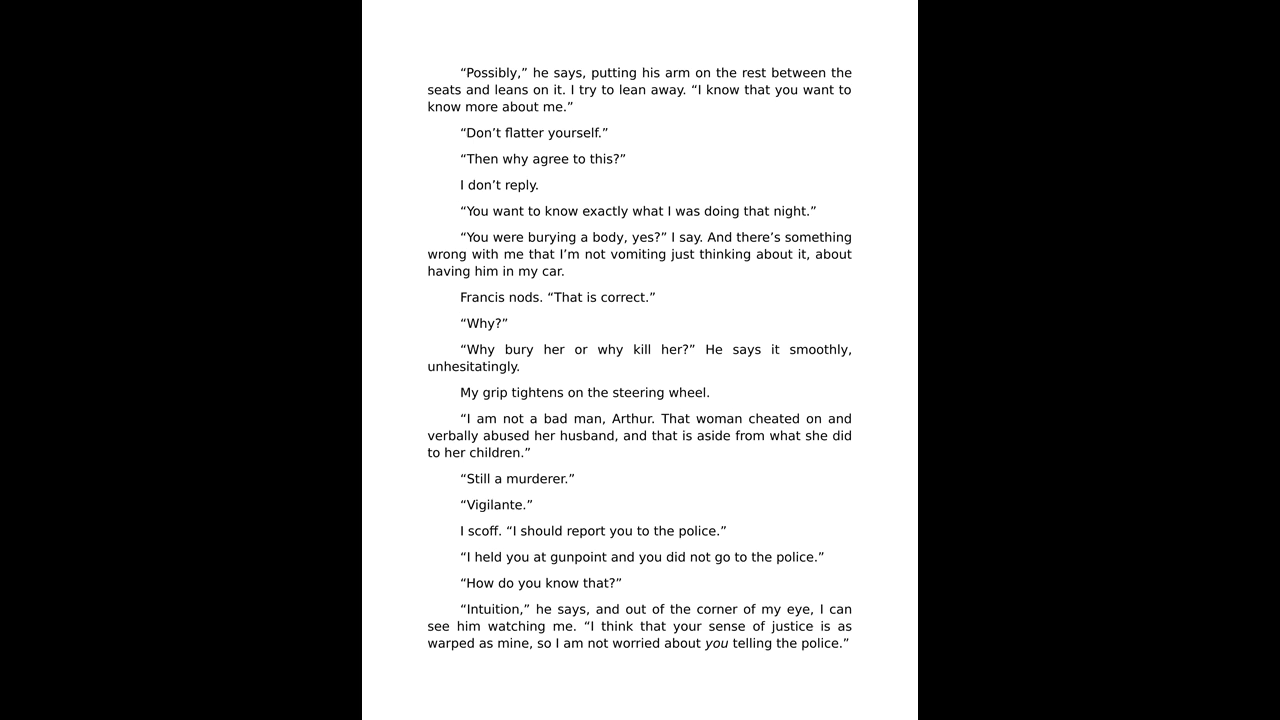 “Possibly,” he says, putting his arm on the rest between the
seats and leans on it. I try to lean away. “I know that you want to
know more about me.”
“Don’t flatter yourself.”
“Then why agree to this?”
I don’t reply.
“You want to know exactly what I was doing that night.”
“You were burying a body, yes?” I say. And there’s something
wrong with me that I’m not vomiting just thinking about it, about
having him in my car.
Francis nods. “That is correct.”
“Why?”
“Why bury her or why kill her?” He says it smoothly,
unhesitatingly.
My grip tightens on the steering wheel.
“I am not a bad man, Arthur. That woman cheated on and
verbally abused her husband, and that is aside from what she did
to her children.”
“Still a murderer.”
“Vigilante.”
I scoff. “I should report you to the police.”
“I held you at gunpoint and you did not go to the police.”
“How do you know that?”
“Intuition,” he says, and out of the corner of my eye, I can
see him watching me. “I think that your sense of justice is as
warped as mine, so I am not worried about you telling the police.”